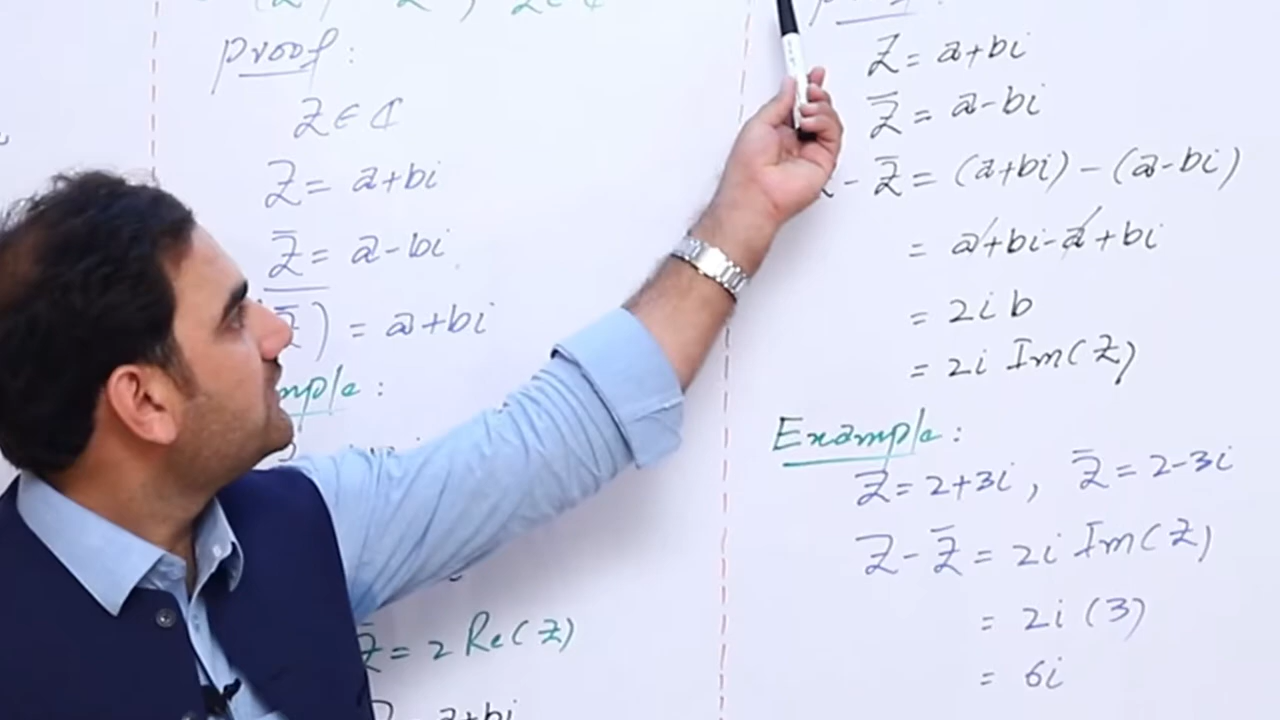 proof:
z ∈ ℂ
z = a+bi
z̄ = a-bi
z̄) = a+bi
mple:
z̄ = 2 Re(z)
a+bi
z = a+bi
z̄ = a-bi
- z̄ = (a+bi) - (a-bi)
= a+bi-a+bi
= 2ib
= 2i Im(z)
Example:
z = 2+3i, z̄ = 2-3i
z - z̄ = 2i Im(z)
= 2i (3)
= 6i